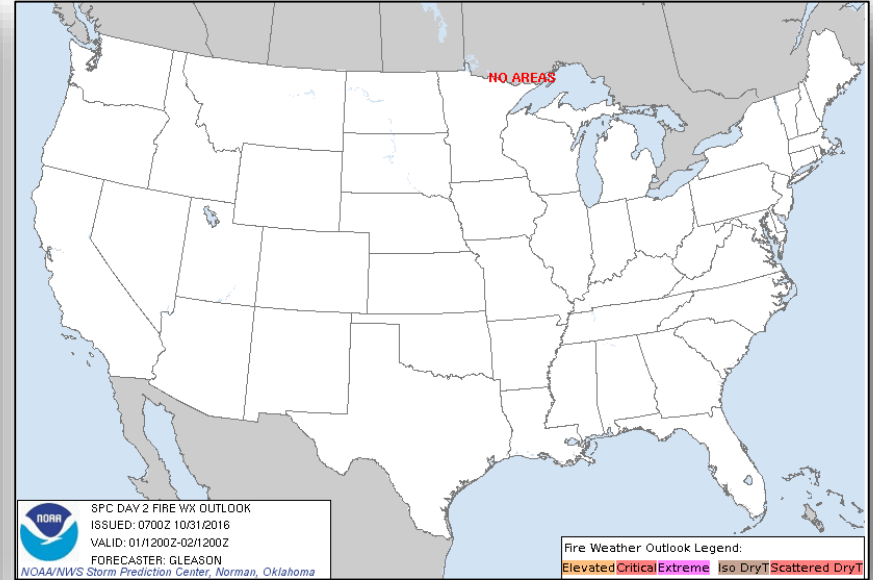 NO AREAS
NOAA
SPC DAY 2 FIRE WX OUTLOOK
ISSUED: 0700Z 10/31/2016
VALID: 01/1200Z-02/1200Z
FORECASTER: GLEASON
NOAA/NWS Storm Prediction Center, Norman, Oklahoma
Fire Weather Outlook Legend:
Elevated Critical Extreme Iso DryT Scattered DryT